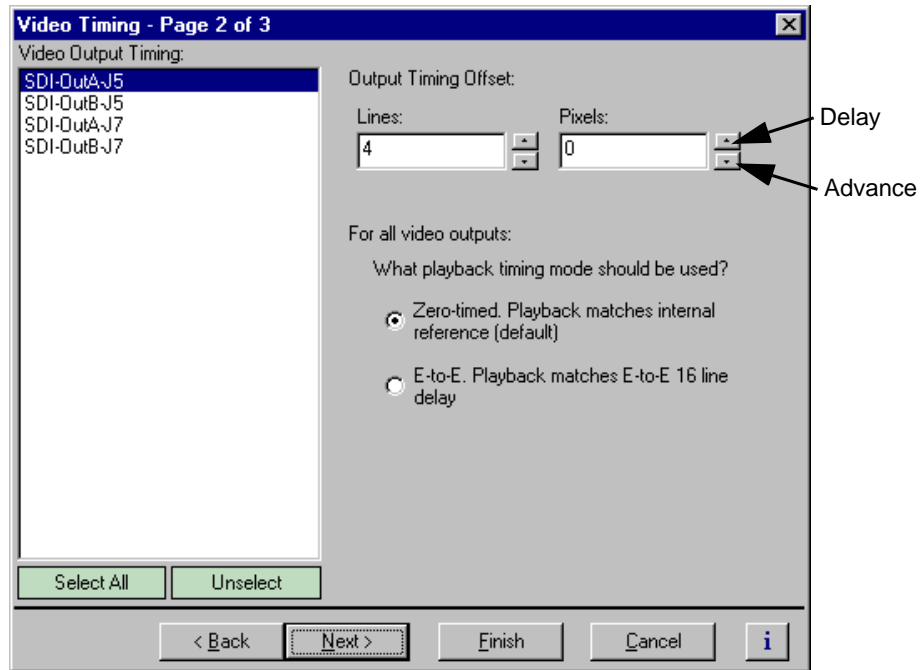 Video Timing - Page 2 of 3
Video Output Timing:
SDI-OutA-J5
SDI-OutB-J5
SDI-OutA-J7
SDI-OutB-J7
Output Timing Offset:
Lines:
Pixels:
4
0
Delay
Advance
For all video outputs:
What playback timing mode should be used?
Zero-timed. Playback matches internal
reference (default)
E-to-E. Playback matches E-to-E 16 line
delay
Select All
Unselect
< Back
Next >
Finish
Cancel
i